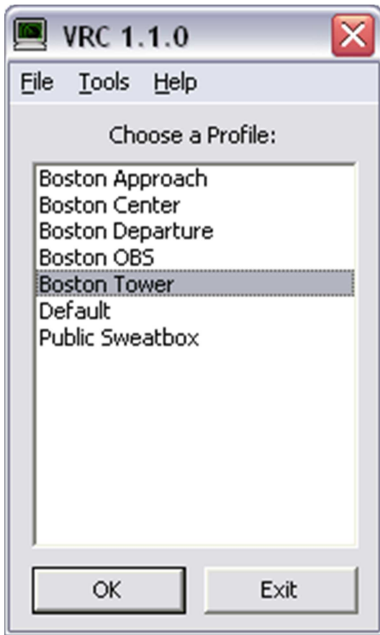 VRC 1.1.0
File Tools Help
Choose a Profile:
Boston Approach
Boston Center
Boston Departure
Boston OBS
Boston Tower
Default
Public Sweatbox
OK Exit